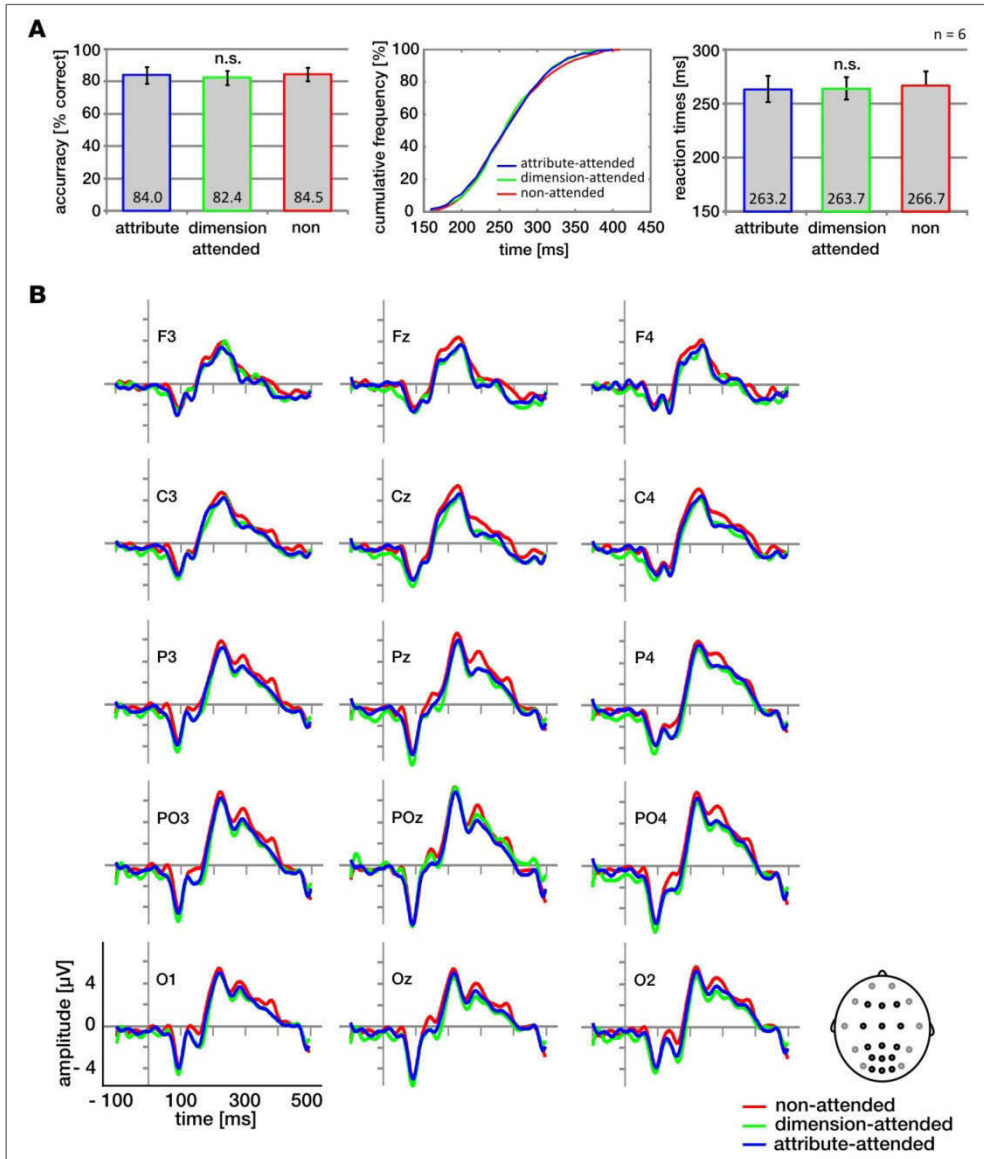 A
n = 6
accurracy [% correct]
100
80
60
40
20
0
n.s.
84.0
82.4
84.5
attribute
dimension
non
attended
cumulative frequency [%]
100
80
60
40
20
0
attribute-attended
dimension-attended
non-attended
150
200
250
300
350
400
450
time [ms]
reaction times [ms]
300
250
200
150
n.s.
263.2
263.7
266.7
attribute
dimension
non
attended
B
F3
Fz
F4
C3
Cz
C4
P3
Pz
P4
PO3
POz
PO4
O1
Oz
O2
amplitude [µV]
4
0
- 4
- 100
100
300
500
time [ms]
non-attended
dimension-attended
attribute-attended